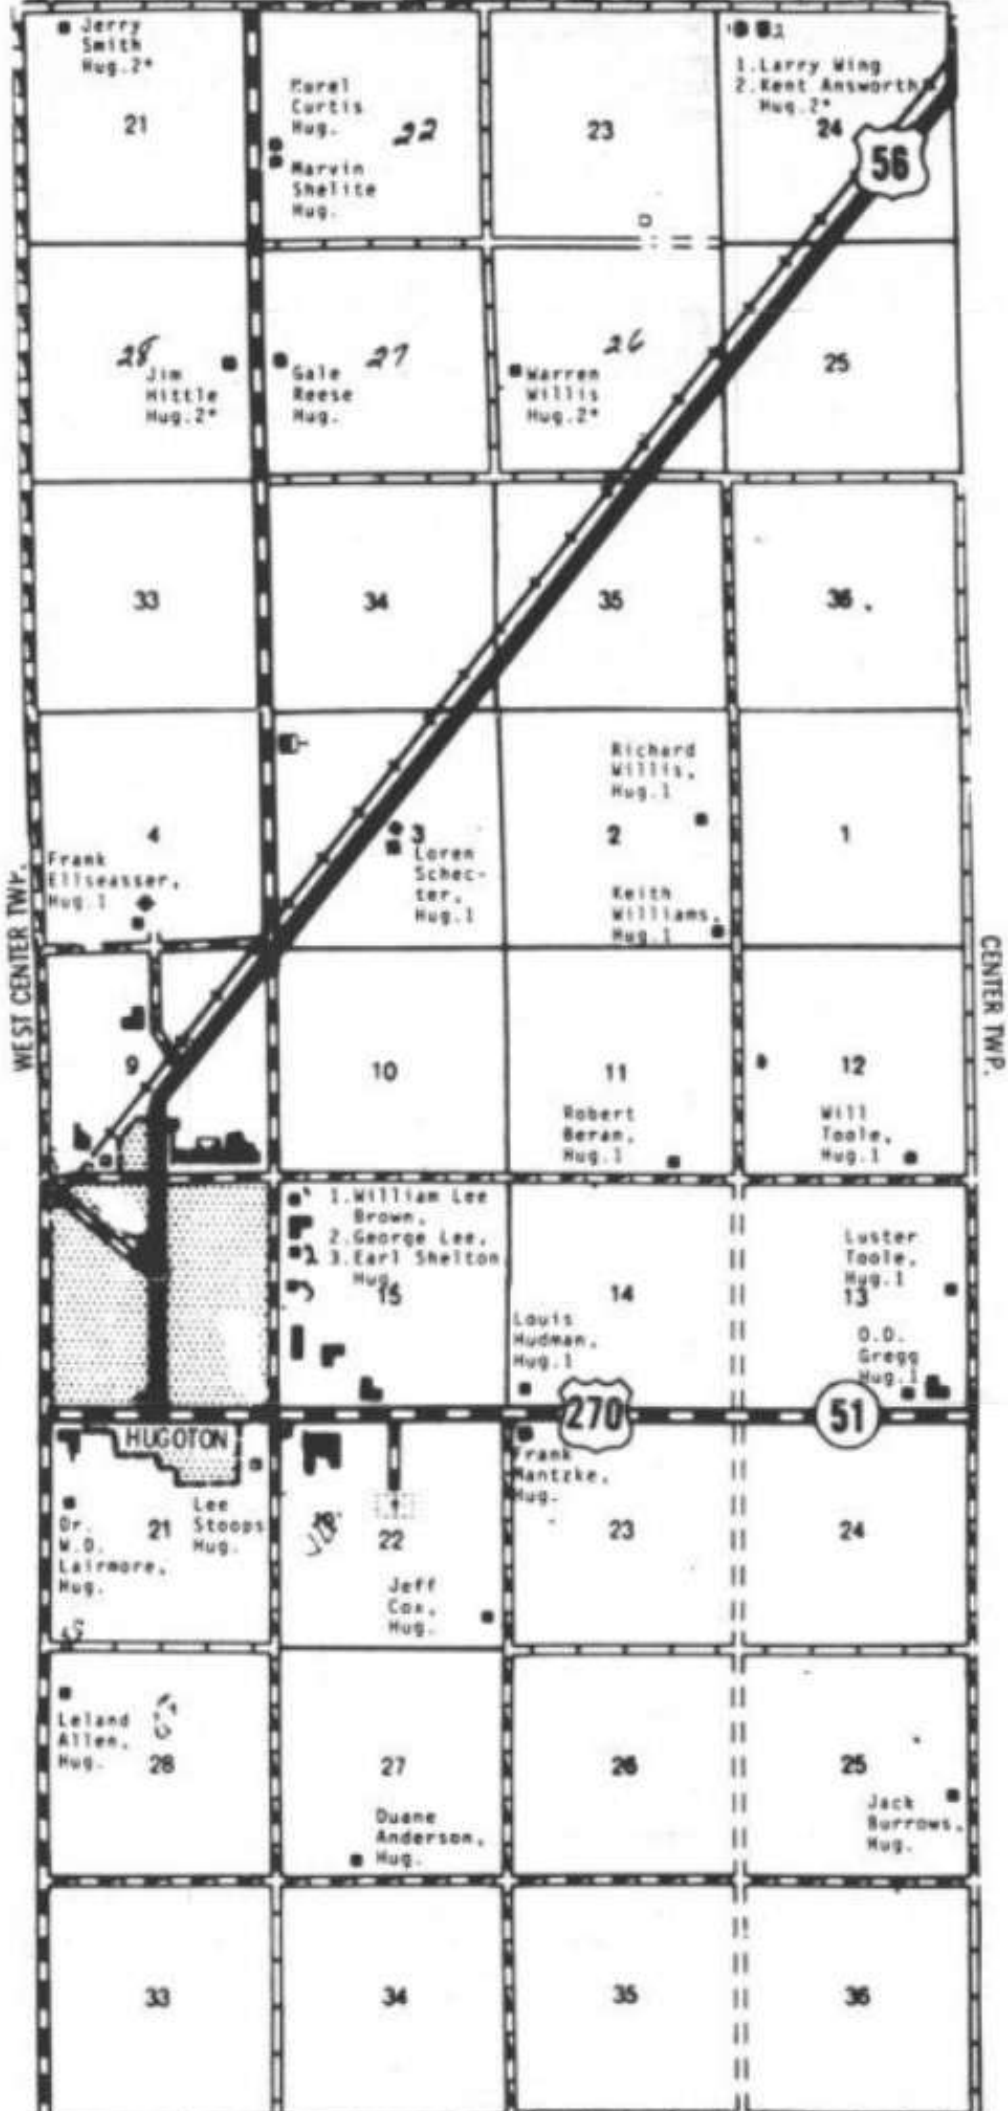 Jerry
Smith
Hug.2*
21
Curtis
Hug.
22
Marvin
Shelite
Hug.
23
1 2
1.Larry Wing
2.Kent Answorth
Hug.2*
24
56
28
Jim
Hittle
Hug.2*
Gale
Reese
Hug.
27
Warren
Willis
Hug.2*
26
25
33
34
35
36
4
Frank
Ellseasser,
Hug.1
3
Loren
Schec-
ter,
Hug.1
Richard
Willis,
Hug.1
2
Keith
Williams,
Hug.1
1
WEST CENTER TWP.
CENTER TWP.
9
10
11
Robert
Beran,
Hug.1
12
Will
Toole,
Hug.1
1.William Lee
Brown,
2.George Lee,
3.Earl Shelton
Hug.
15
14
Louis
Hudman,
Hug.1
Luster
Toole,
Hug.1
13
O.D.
Gregg
Hug.1
270
51
HUGOTON
Dr.
W.D.
Lairmore,
Hug.
21
Lee
Stoops
Hug.
22
Jeff
Cox,
Hug.
Frank
Mantzke,
Hug.
23
24
Leland
Allen,
Hug.
28
27
Duane
Anderson,
Hug.
26
25
Jack
Burrows,
Hug.
33
34
35
36